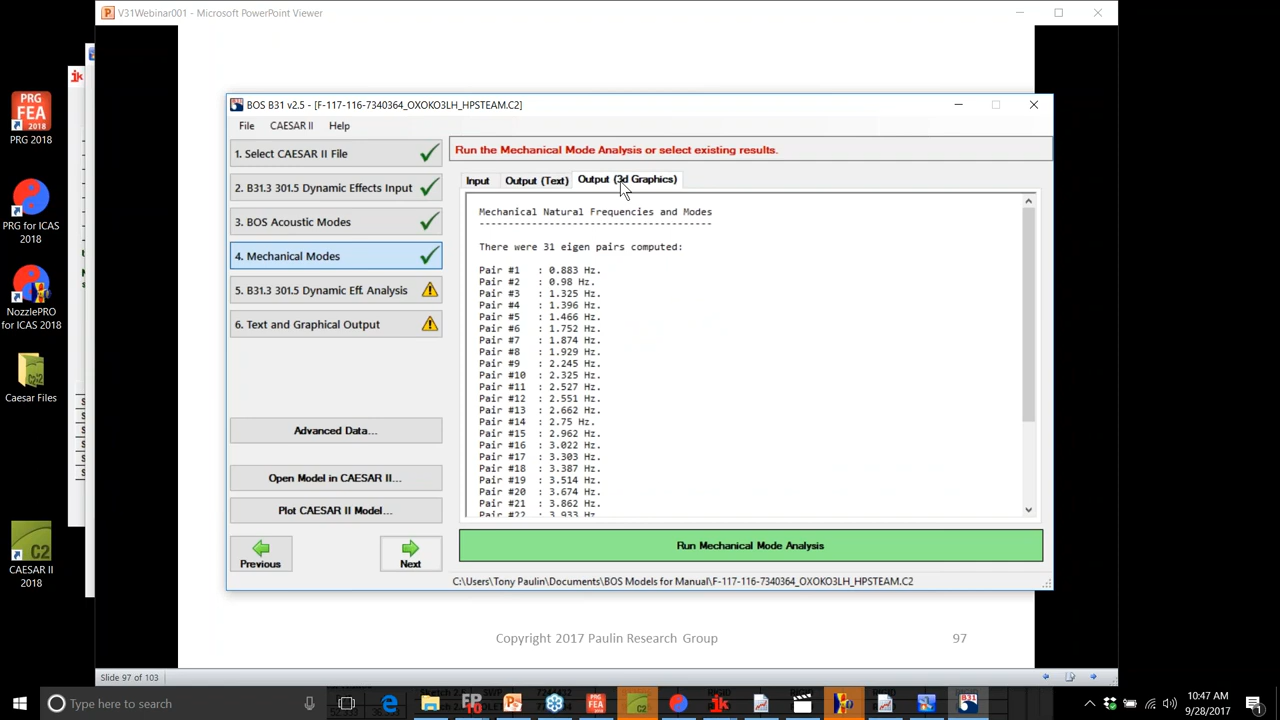 V31Webinar001 - Microsoft PowerPoint Viewer
BOS B31 v2.5 - [F-117-116-7340364_OXOKO3LH_HPSTEAM.C2]
File CAESAR II Help
1. Select CAESAR II File
2. B31.3 301.5 Dynamic Effects Input
3. BOS Acoustic Modes
4. Mechanical Modes
5. B31.3 301.5 Dynamic Eff. Analysis
6. Text and Graphical Output
Advanced Data...
Open Model in CAESAR II...
Plot CAESAR II Model...
Previous
Next
Run the Mechanical Mode Analysis or select existing results.
Input Output (Text) Output (3d Graphics)
Mechanical Natural Frequencies and Modes
----------------------------------------
There were 31 eigen pairs computed:
Pair #1 : 0.883 Hz.
Pair #2 : 0.98 Hz.
Pair #3 : 1.325 Hz.
Pair #4 : 1.396 Hz.
Pair #5 : 1.466 Hz.
Pair #6 : 1.752 Hz.
Pair #7 : 1.874 Hz.
Pair #8 : 1.929 Hz.
Pair #9 : 2.245 Hz.
Pair #10 : 2.325 Hz.
Pair #11 : 2.527 Hz.
Pair #12 : 2.551 Hz.
Pair #13 : 2.662 Hz.
Pair #14 : 2.75 Hz.
Pair #15 : 2.962 Hz.
Pair #16 : 3.022 Hz.
Pair #17 : 3.303 Hz.
Pair #18 : 3.387 Hz.
Pair #19 : 3.514 Hz.
Pair #20 : 3.674 Hz.
Pair #21 : 3.862 Hz.
Pair #22 : 3.933 Hz.
Run Mechanical Mode Analysis
C:\Users\Tony Paulin\Documents\BOS Models for Manual\F-117-116-7340364_OXOKO3LH_HPSTEAM.C2
Copyright 2017 Paulin Research Group
97
Slide 97 of 103
PRG
FEA
2018
PRG 2018
PRG for ICAS
2018
NozzlePRO
for ICAS 2018
Caesar Files
C2
CAESAR II
2018
Type here to search
10:47 AM
9/28/2017